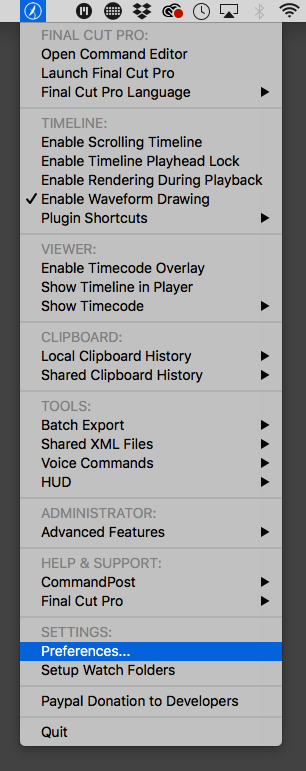 FINAL CUT PRO:
Open Command Editor
Launch Final Cut Pro
Final Cut Pro Language
TIMELINE:
Enable Scrolling Timeline
Enable Timeline Playhead Lock
Enable Rendering During Playback
Enable Waveform Drawing
Plugin Shortcuts
VIEWER:
Enable Timecode Overlay
Show Timeline in Player
Show Timecode
CLIPBOARD:
Local Clipboard History
Shared Clipboard History
TOOLS:
Batch Export
Shared XML Files
Voice Commands
HUD
ADMINISTRATOR:
Advanced Features
HELP & SUPPORT:
CommandPost
Final Cut Pro
SETTINGS:
Preferences...
Setup Watch Folders
Paypal Donation to Developers
Quit